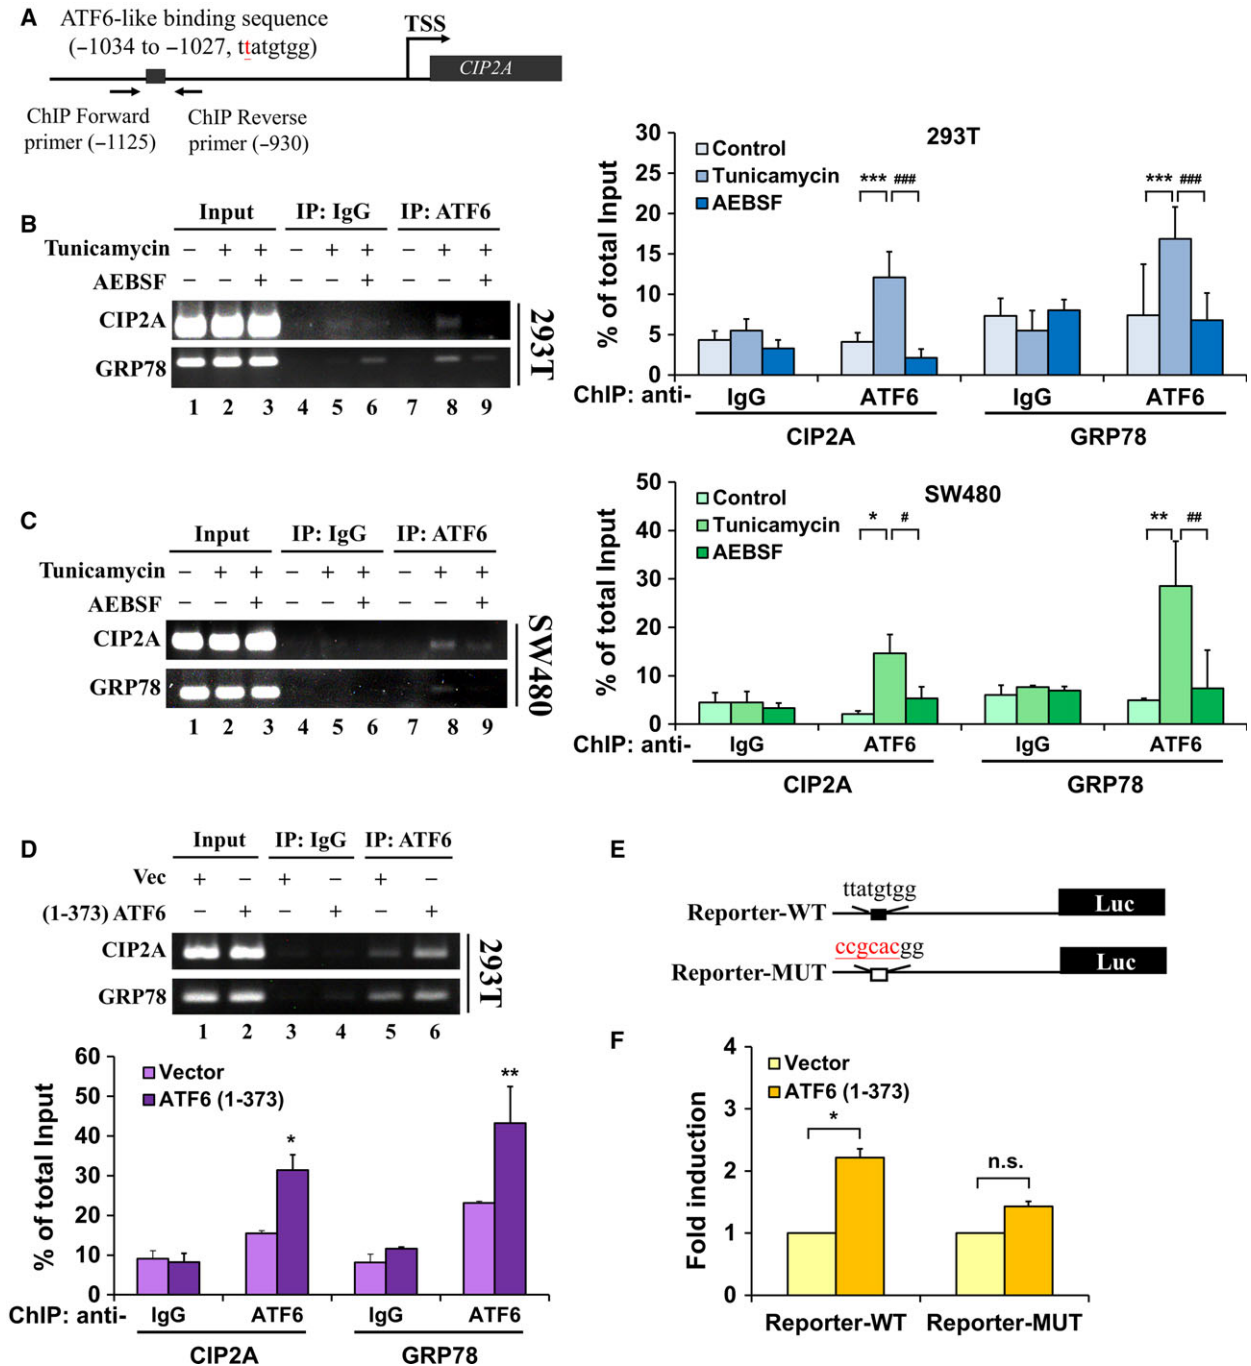 A
ATF6-like binding sequence
(−1034 to −1027, ttatgtgg)
TSS
CIP2A
ChIP Forward
primer (−1125)
ChIP Reverse
primer (−930)
B
Input IP: IgG IP: ATF6
Tunicamycin − + + − + + − + +
AEBSF − − + − − + − − +
CIP2A
GRP78
293T
1 2 3 4 5 6 7 8 9
293T
Control
Tunicamycin
AEBSF
*** ### *** ###
% of total Input
30
25
20
15
10
5
0
ChIP: anti- IgG ATF6 IgG ATF6
CIP2A GRP78
C
Input IP: IgG IP: ATF6
Tunicamycin − + + − + + − + +
AEBSF − − + − − + − − +
CIP2A
GRP78
SW480
1 2 3 4 5 6 7 8 9
SW480
Control
Tunicamycin
AEBSF
* # ** ##
% of total Input
50
40
30
20
10
0
ChIP: anti- IgG ATF6 IgG ATF6
CIP2A GRP78
D
Input IP: IgG IP: ATF6
Vec + − + − + −
(1-373) ATF6 − + − + − +
CIP2A
GRP78
293T
1 2 3 4 5 6
Vector
ATF6 (1-373)
* **
% of total Input
60
50
40
30
20
10
0
ChIP: anti- IgG ATF6 IgG ATF6
CIP2A GRP78
E
ttatgtgg
Reporter-WT Luc
ccgcacgg
Reporter-MUT Luc
F
Vector
ATF6 (1-373)
* n.s.
Fold induction
4
3
2
1
0
Reporter-WT Reporter-MUT